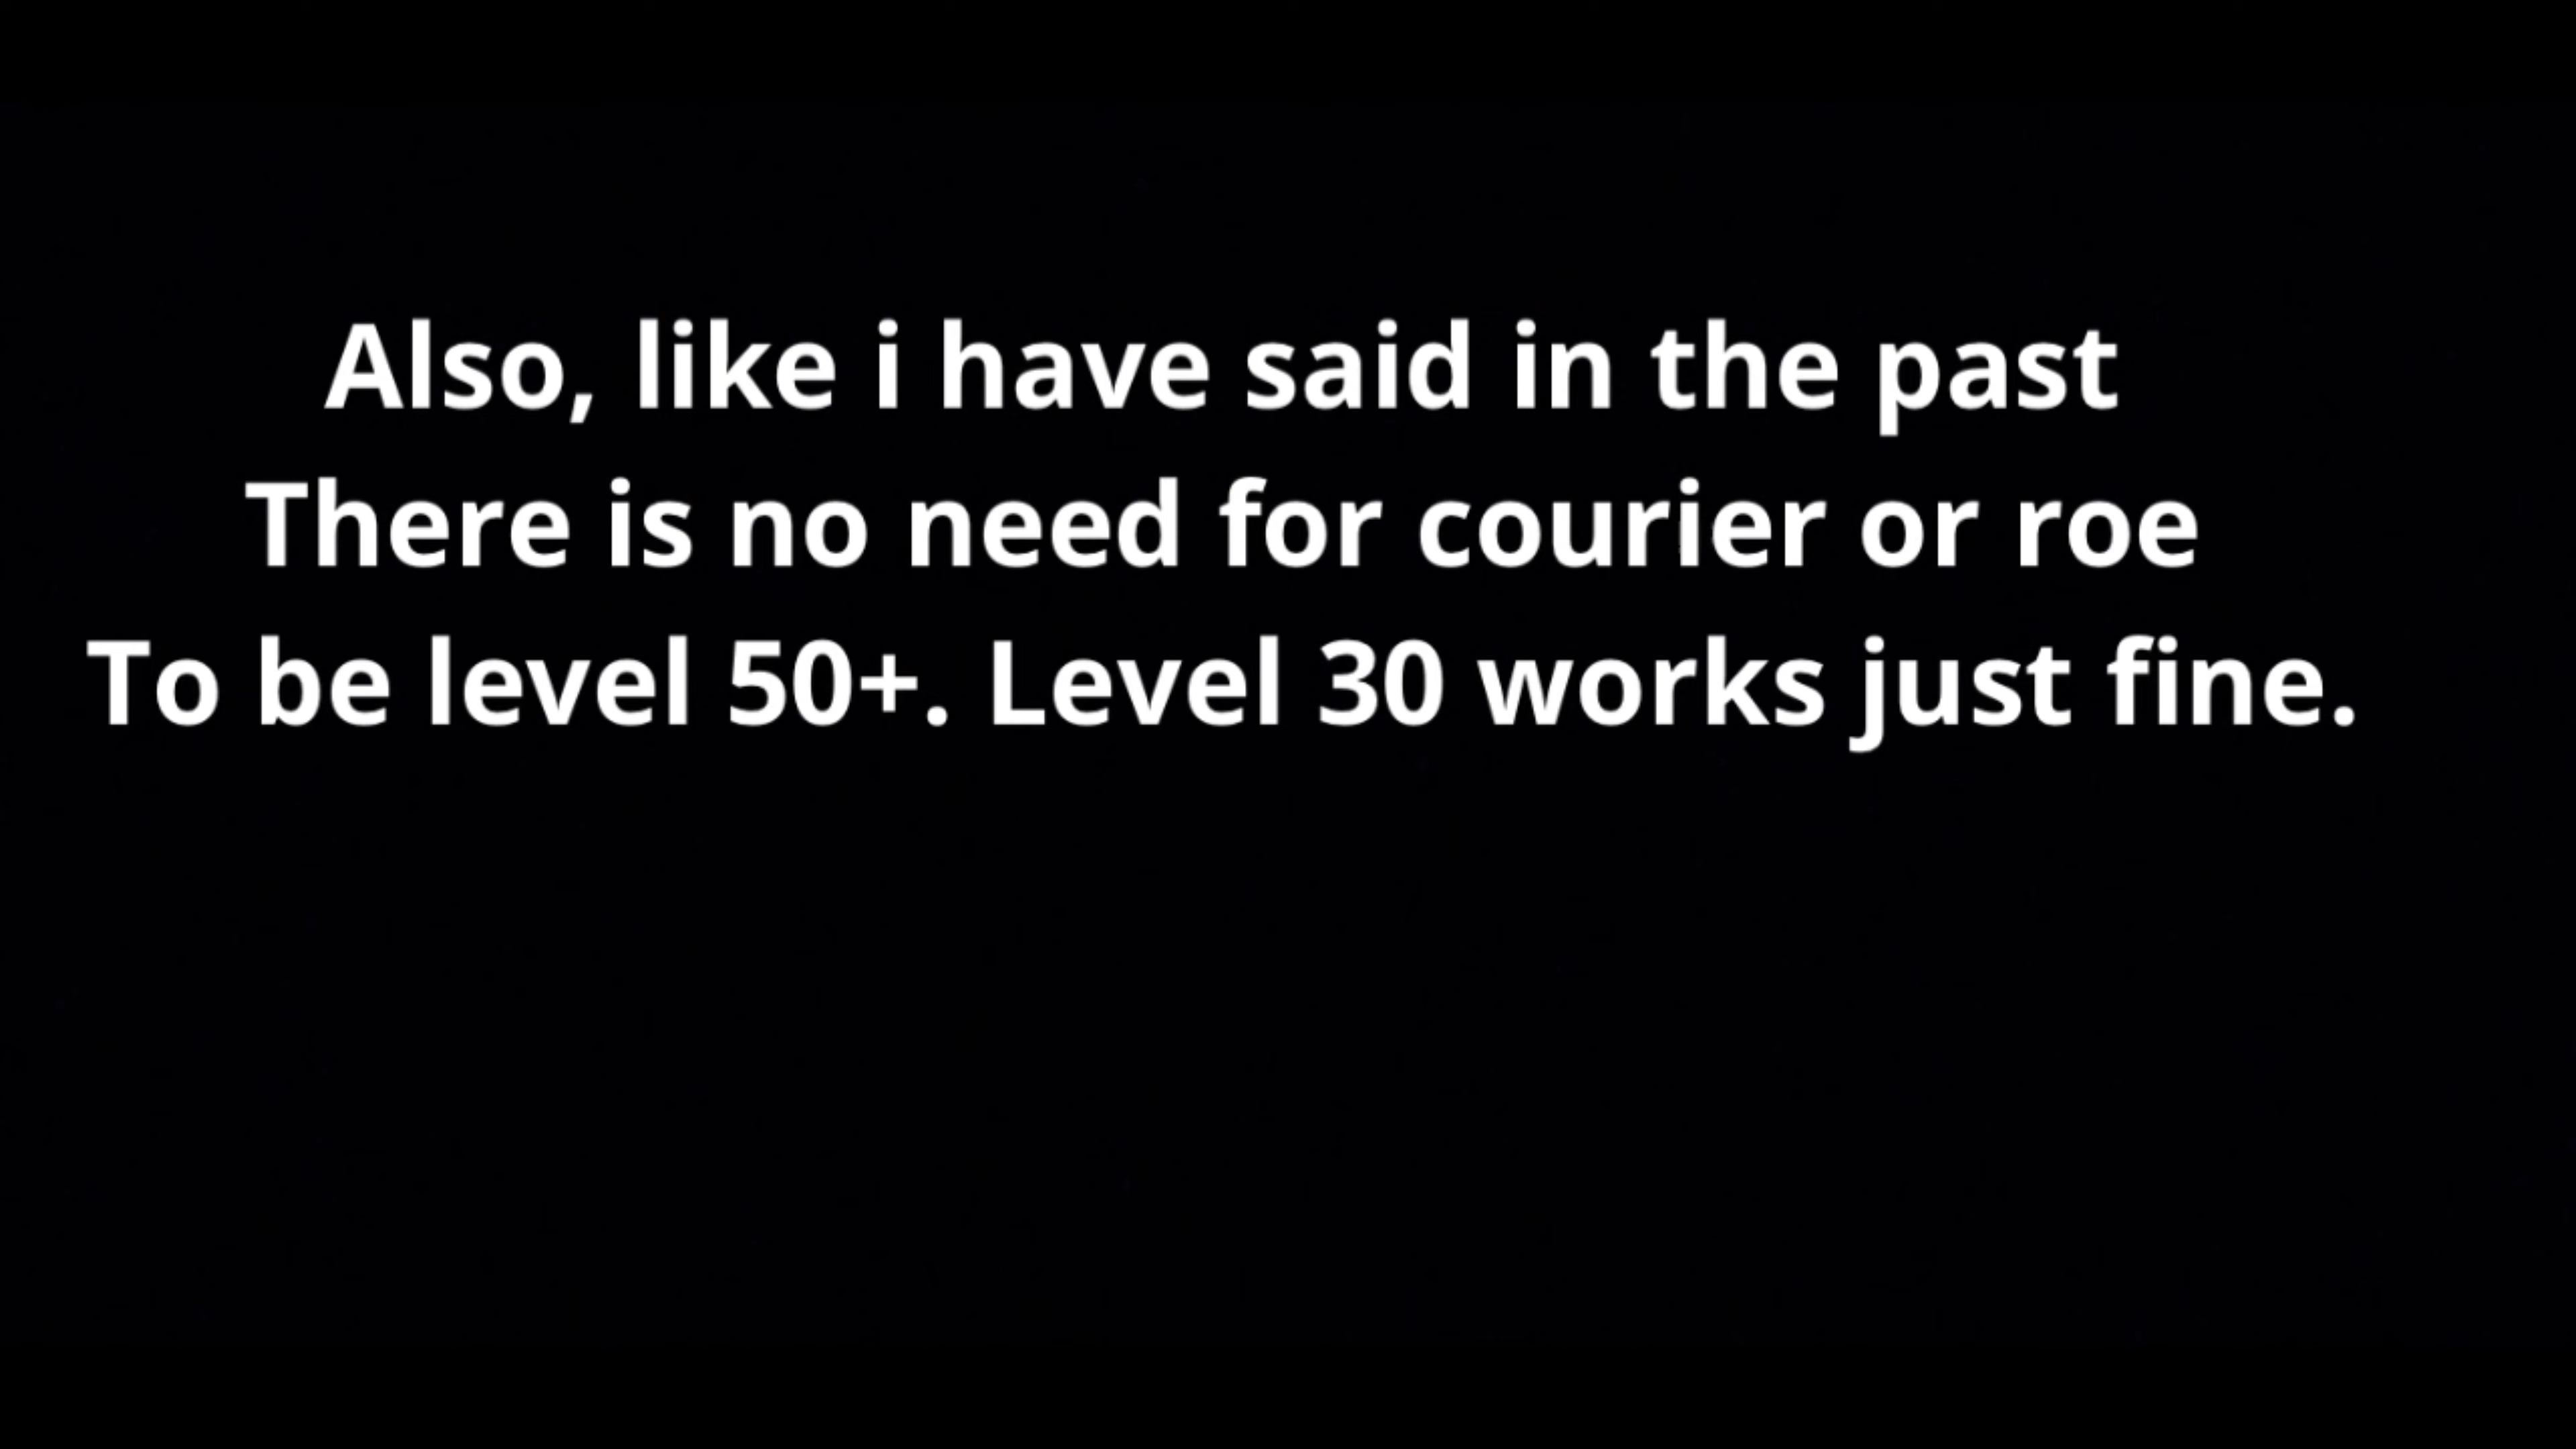 Also, like i have said in the past
There is no need for courier or roe
To be level 50+. Level 30 works just fine.